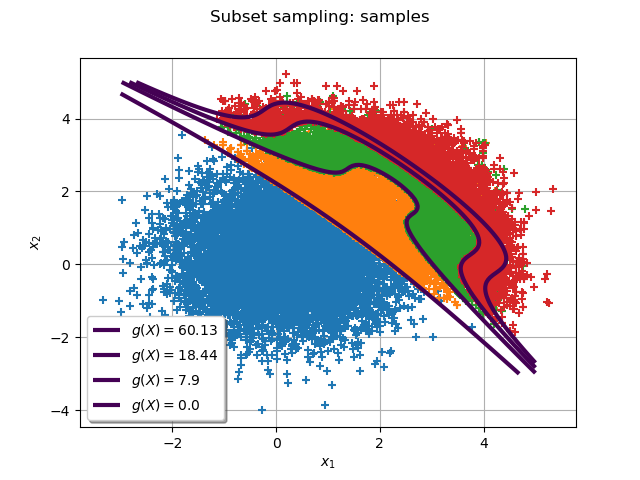 Subset sampling: samples
x₂
4
2
0
−2
−4
g(X) = 60.13
g(X) = 18.44
g(X) = 7.9
g(X) = 0.0
−2
0
2
4
x₁